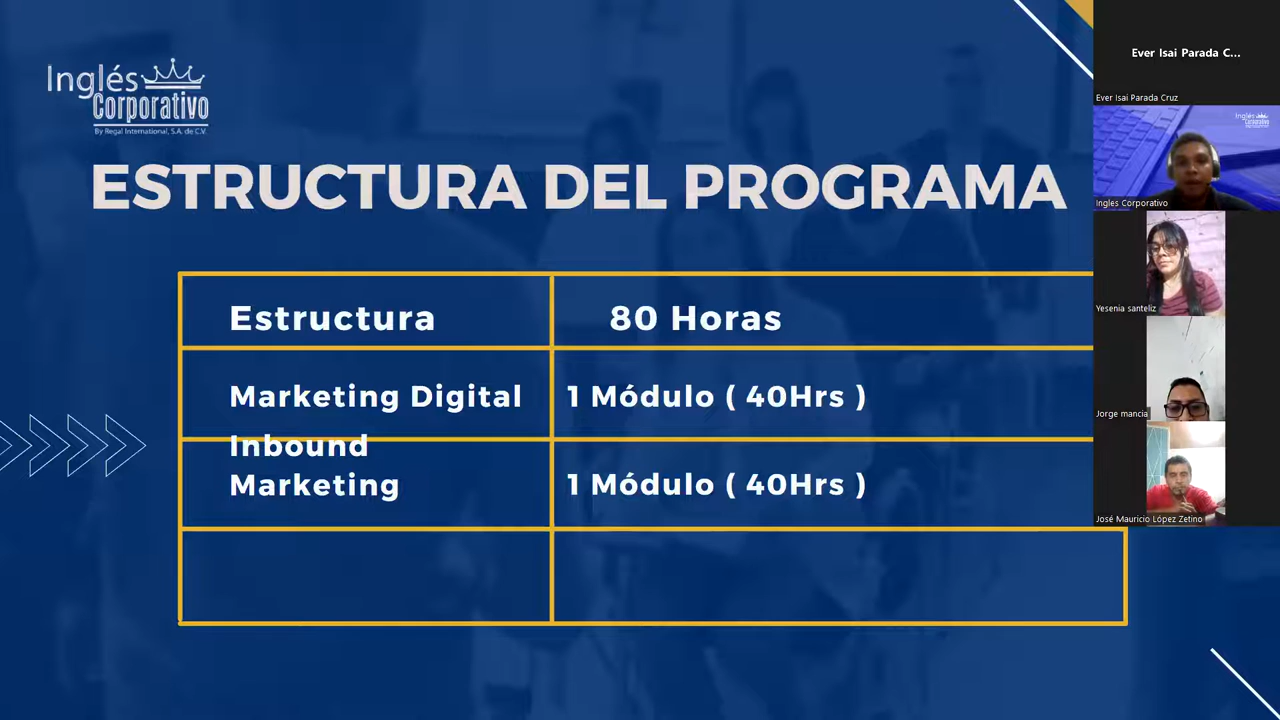 Inglés
Corporativo
By Regal International, S.A. de C.V.
ESTRUCTURA DEL PROGRAMA
Estructura
80 Horas
Marketing Digital
1 Módulo ( 40Hrs )
Inbound
Marketing
1 Módulo ( 40Hrs )
Ever Isai Parada C...
Ever Isai Parada Cruz
Inglés
Corporativo
Ingles Corporativo
Yesenia santeliz
Jorge mancia
José Mauricio López Zetino